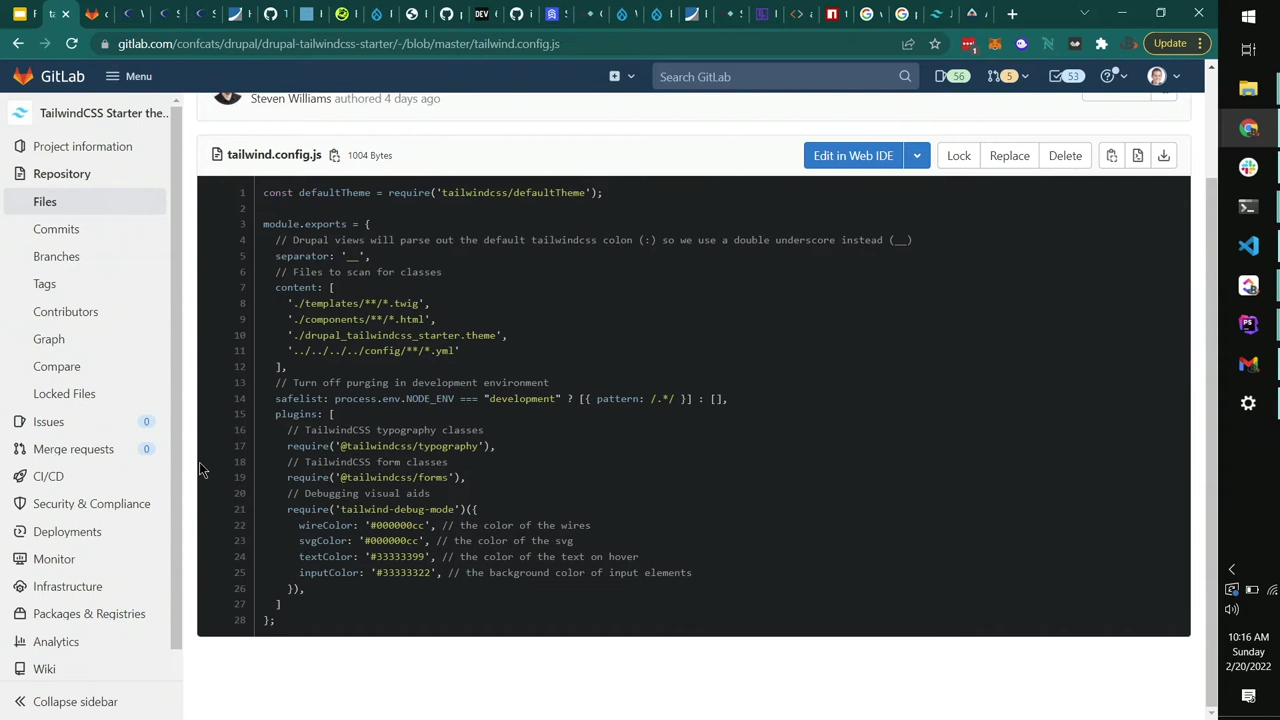 ta
DEV
gitlab.com/confcats/drupal/drupal-tailwindcss-starter/-/blob/master/tailwind.config.js
Update
GitLab
Menu
Search GitLab
56
5
53
TailwindCSS Starter the...
Project information
Repository
Files
Commits
Branches
Tags
Contributors
Graph
Compare
Locked Files
Issues 0
Merge requests 0
CI/CD
Security & Compliance
Deployments
Monitor
Infrastructure
Packages & Registries
Analytics
Wiki
Collapse sidebar
Steven Williams authored 4 days ago
tailwind.config.js 1004 Bytes
Edit in Web IDE
Lock
Replace
Delete
1 const defaultTheme = require('tailwindcss/defaultTheme');
2
3 module.exports = {
4 // Drupal views will parse out the default tailwindcss colon (:) so we use a double underscore instead (__)
5 separator: '__',
6 // Files to scan for classes
7 content: [
8 './templates/**/*.twig',
9 './components/**/*.html',
10 './drupal_tailwindcss_starter.theme',
11 '../../../../config/**/*.yml'
12 ],
13 // Turn off purging in development environment
14 safelist: process.env.NODE_ENV === "development" ? [{ pattern: /.*/ }] : [],
15 plugins: [
16 // TailwindCSS typography classes
17 require('@tailwindcss/typography'),
18 // TailwindCSS form classes
19 require('@tailwindcss/forms'),
20 // Debugging visual aids
21 require('tailwind-debug-mode')({
22 wireColor: '#000000cc', // the color of the wires
23 svgColor: '#000000cc', // the color of the svg
24 textColor: '#33333399', // the color of the text on hover
25 inputColor: '#33333322', // the background color of input elements
26 }),
27 ]
28 };
10:16 AM
Sunday
2/20/2022